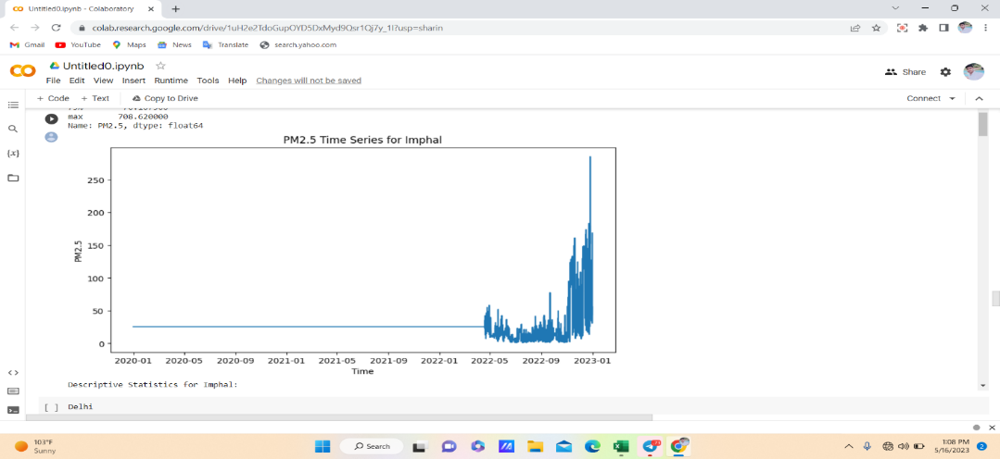 Untitled0.ipynb - Colaboratory
colab.research.google.com/drive/1uH2e2TdoGupOYD5DxMyd9Qsr1Qj7y_1l?usp=sharin
Gmail YouTube Maps News Translate search.yahoo.com
Untitled0.ipynb
File Edit View Insert Runtime Tools Help Changes will not be saved
Share
+ Code + Text Copy to Drive
Connect
max 708.620000
Name: PM2.5, dtype: float64
PM2.5 Time Series for Imphal
250
200
150
100
50
0
PM2.5
2020-01 2020-05 2020-09 2021-01 2021-05 2021-09 2022-01 2022-05 2022-09 2023-01
Time
Descriptive Statistics for Imphal:
[ ] Delhi
103°F
Sunny
Search
1:08 PM
5/16/2023
2